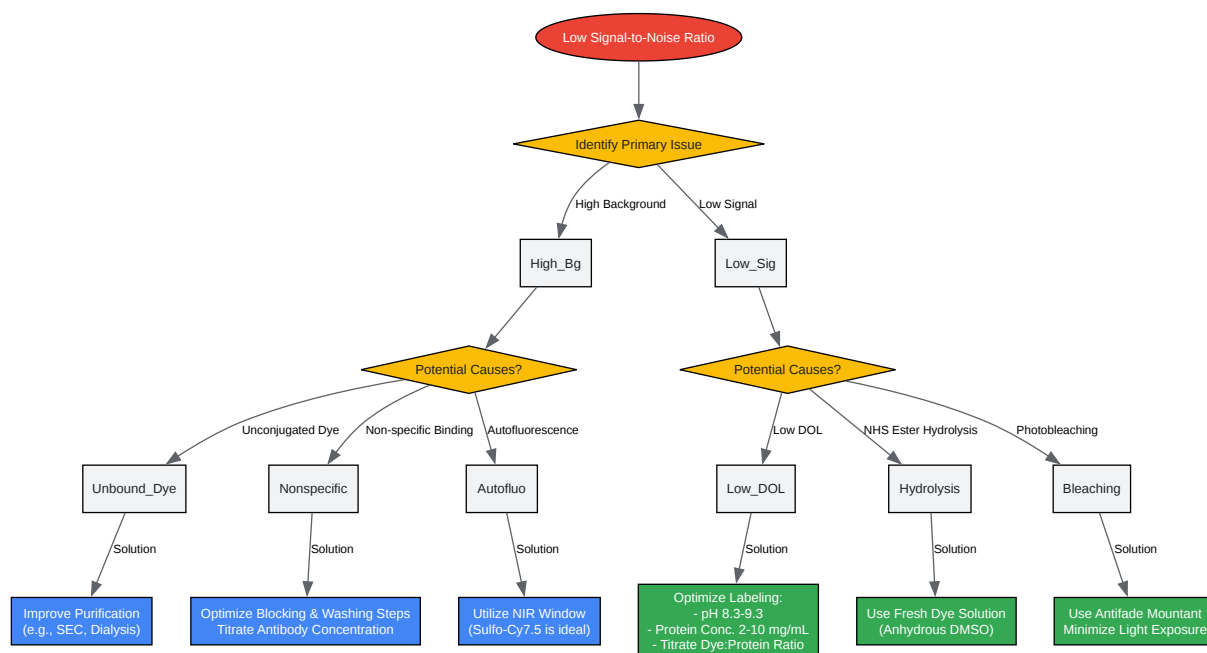 Low Signal-to-Noise Ratio
Identify Primary Issue
High Background
Low Signal
High_Bg
Low_Sig
Potential Causes?
Potential Causes?
Unconjugated Dye
Non-specific Binding
Autofluorescence
Low DOL
NHS Ester Hydrolysis
Photobleaching
Unbound_Dye
Nonspecific
Autofluo
Low_DOL
Hydrolysis
Bleaching
Solution
Solution
Solution
Solution
Solution
Solution
Improve Purification
(e.g., SEC, Dialysis)
Optimize Blocking & Washing Steps
Titrate Antibody Concentration
Utilize NIR Window
(Sulfo-Cy7.5 is ideal)
Optimize Labeling:
- pH 8.3-9.3
- Protein Conc. 2-10 mg/mL
- Titrate Dye:Protein Ratio
Use Fresh Dye Solution
(Anhydrous DMSO)
Use Antifade Mountant
Minimize Light Exposure